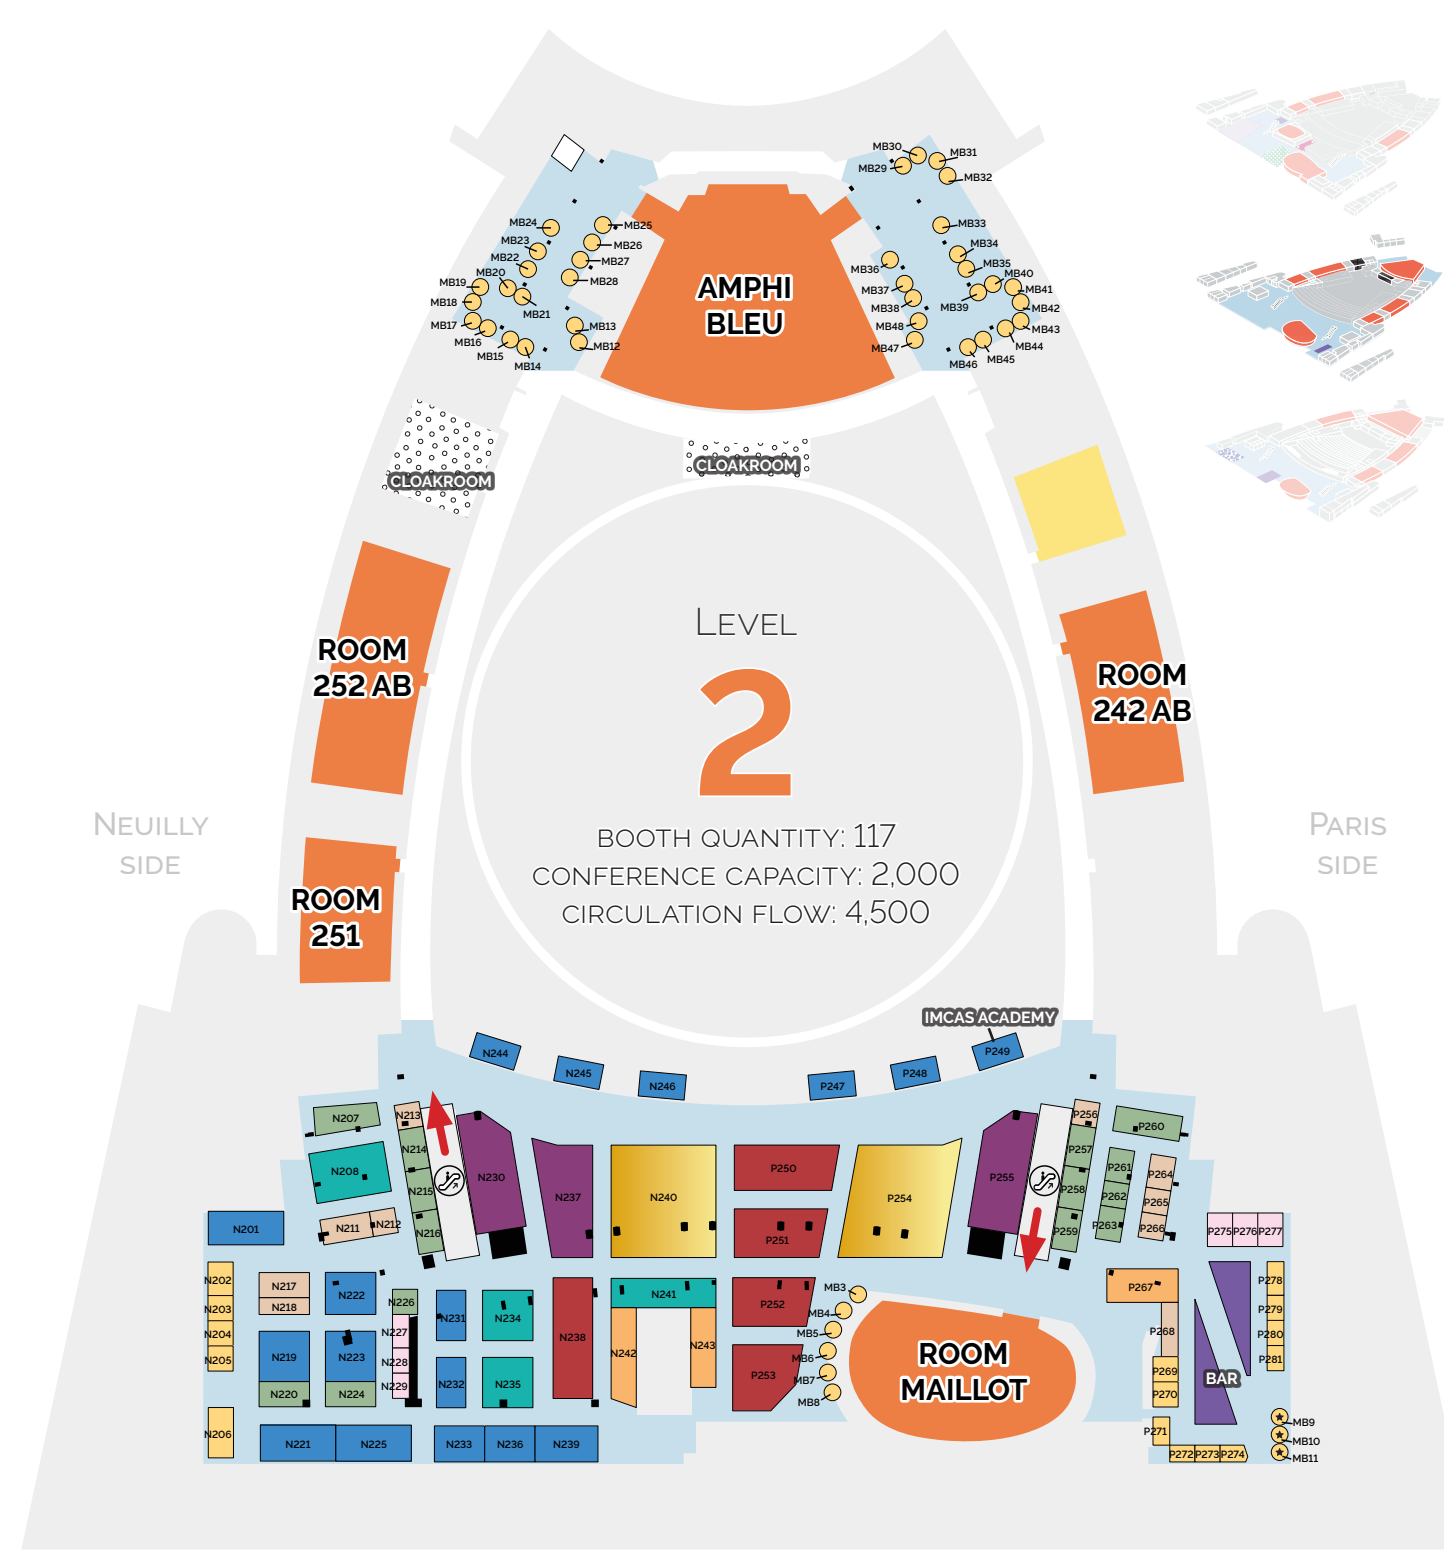 MB30
MB29
MB31
MB32
MB24
MB25
MB33
MB23
MB26
MB34
MB22
MB27
MB35
MB36
MB20
MB28
MB40
MB19
MB37
MB41
MB18
MB39
MB38
MB42
MB21
MB17
MB13
MB48
MB43
MB16
MB12
MB47
MB44
MB15
MB14
MB46
MB45
AMPHI
BLEU
CLOAKROOM
CLOAKROOM
LEVEL
2
BOOTH QUANTITY: 117
CONFERENCE CAPACITY: 2,000
CIRCULATION FLOW: 4,500
ROOM
252 AB
ROOM
242 AB
ROOM
251
NEUILLY
SIDE
PARIS
SIDE
IMCAS ACADEMY
N244
N245
N246
P247
P248
P249
N207
N213
P256
P260
N208
N214
P257
N215
P258
N216
P259
N211
N212
N230
N237
N240
P250
P251
P254
P255
P261
P262
P263
P264
P265
P266
N201
P275
P276
P277
N202
N203
N204
N205
N206
N217
N218
N219
N220
N222
N223
N224
N226
N227
N228
N229
N231
N232
N234
N235
N238
N241
N242
N243
P252
P253
MB3
MB4
MB5
MB6
MB7
MB8
ROOM
MAILLOT
P267
P268
P269
P270
P271
P272
P273
P274
P278
P279
P280
P281
BAR
MB9
MB10
MB11
N221
N225
N233
N236
N239